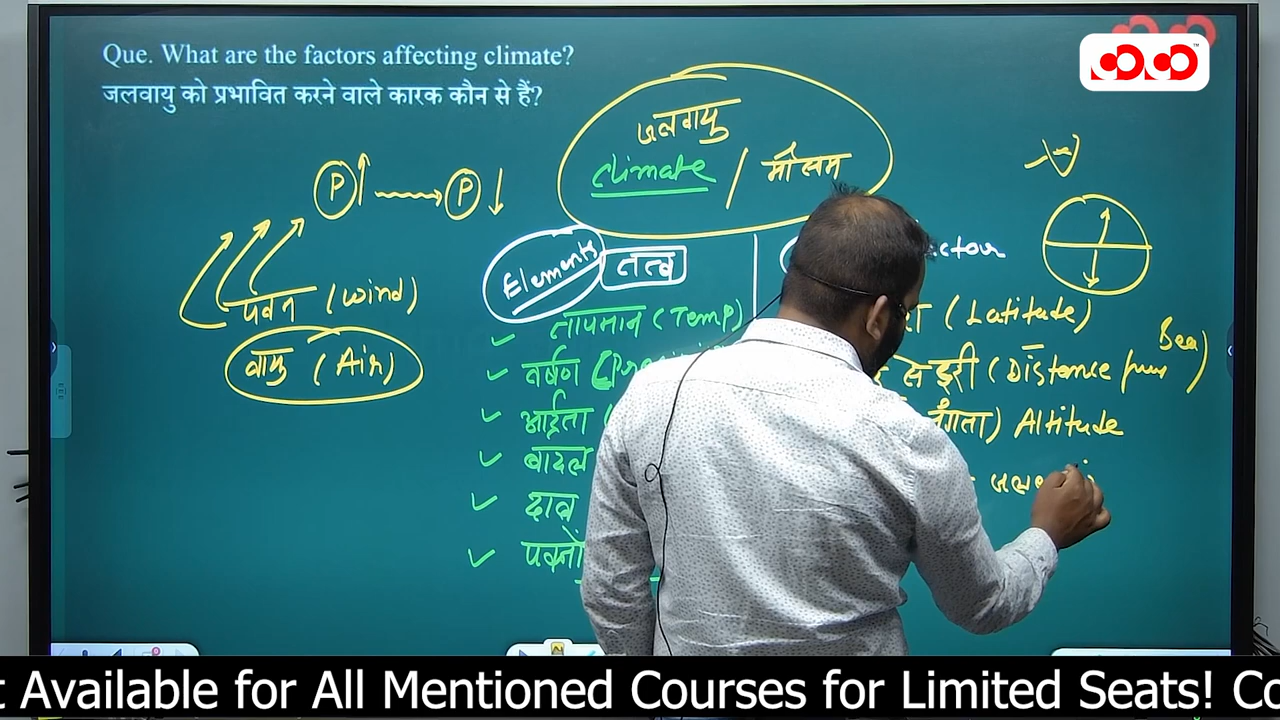 Que. What are the factors affecting climate?
जलवायु को प्रभावित करने वाले कारक कौन से हैं?
जलवायु
climate / मौसम
P → P
पवन (wind)
वायु (Air)
Elements तत्व
तापमान (Temp)
वर्षण
आर्द्रता
बादल
दाब
(Latitude)
दूरी (Distance from Sea)
Altitude
t Available for All Mentioned Courses for Limited Seats! Co